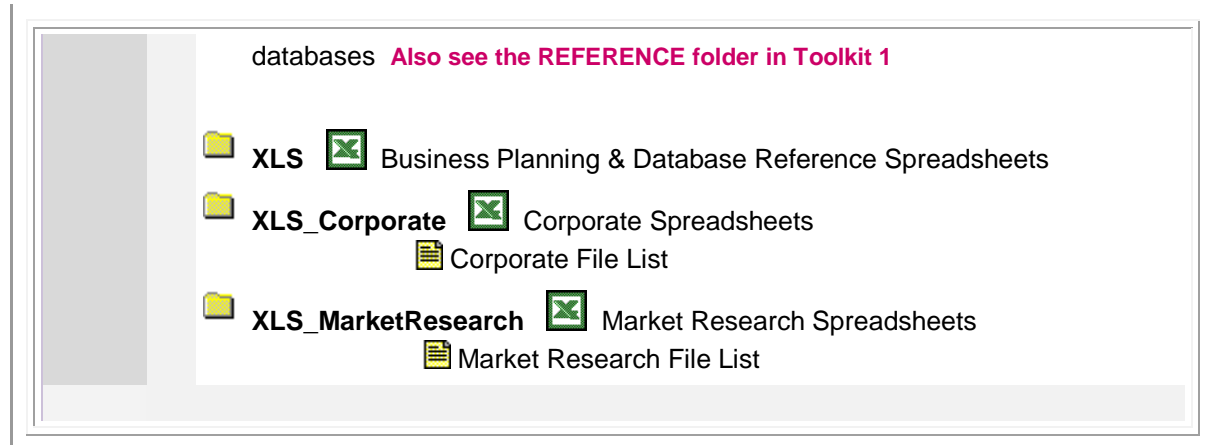 databases Also see the REFERENCE folder in Toolkit 1
XLS Business Planning & Database Reference Spreadsheets
XLS_Corporate Corporate Spreadsheets
Corporate File List
XLS_MarketResearch Market Research Spreadsheets
Market Research File List